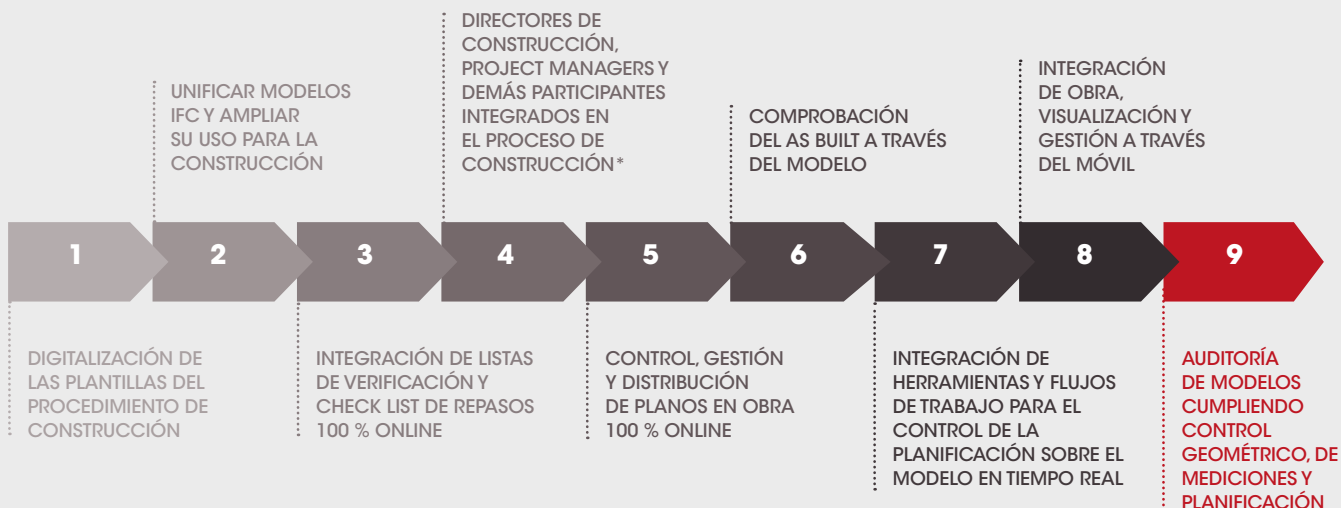 1
DIGITALIZACIÓN DE
LAS PLANTILLAS DEL
PROCEDIMIENTO DE
CONSTRUCCIÓN
2
UNIFICAR MODELOS
IFC Y AMPLIAR
SU USO PARA LA
CONSTRUCCIÓN
3
INTEGRACIÓN DE LISTAS
DE VERIFICACIÓN Y
CHECK LIST DE REPASOS
100 % ONLINE
4
DIRECTORES DE
CONSTRUCCIÓN,
PROJECT MANAGERS Y
DEMÁS PARTICIPANTES
INTEGRADOS EN
EL PROCESO DE
CONSTRUCCIÓN*
5
CONTROL, GESTIÓN
Y DISTRIBUCIÓN
DE PLANOS EN OBRA
100 % ONLINE
6
COMPROBACIÓN
DEL AS BUILT A TRAVÉS
DEL MODELO
7
INTEGRACIÓN DE
HERRAMIENTAS Y FLUJOS
DE TRABAJO PARA EL
CONTROL DE LA
PLANIFICACIÓN SOBRE EL
MODELO EN TIEMPO REAL
8
INTEGRACIÓN
DE OBRA,
VISUALIZACIÓN Y
GESTIÓN A TRAVÉS
DEL MÓVIL
9
AUDITORÍA
DE MODELOS
CUMPLIENDO
CONTROL
GEOMÉTRICO, DE
MEDICIONES Y
PLANIFICACIÓN